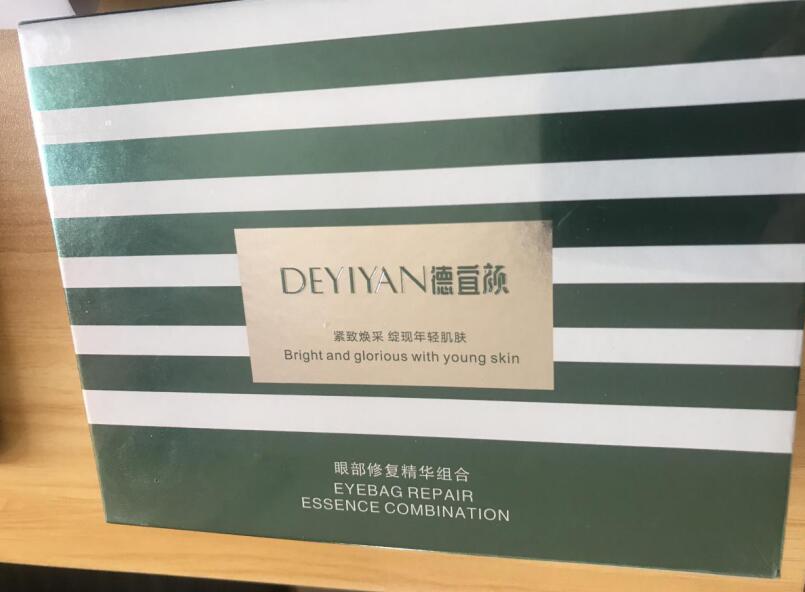 DEYIYAN德宜颜
紧致焕采 绽现年轻肌肤
Bright and glorious with young skin
眼部修复精华组合
EYEBAG REPAIR
ESSENCE COMBINATION